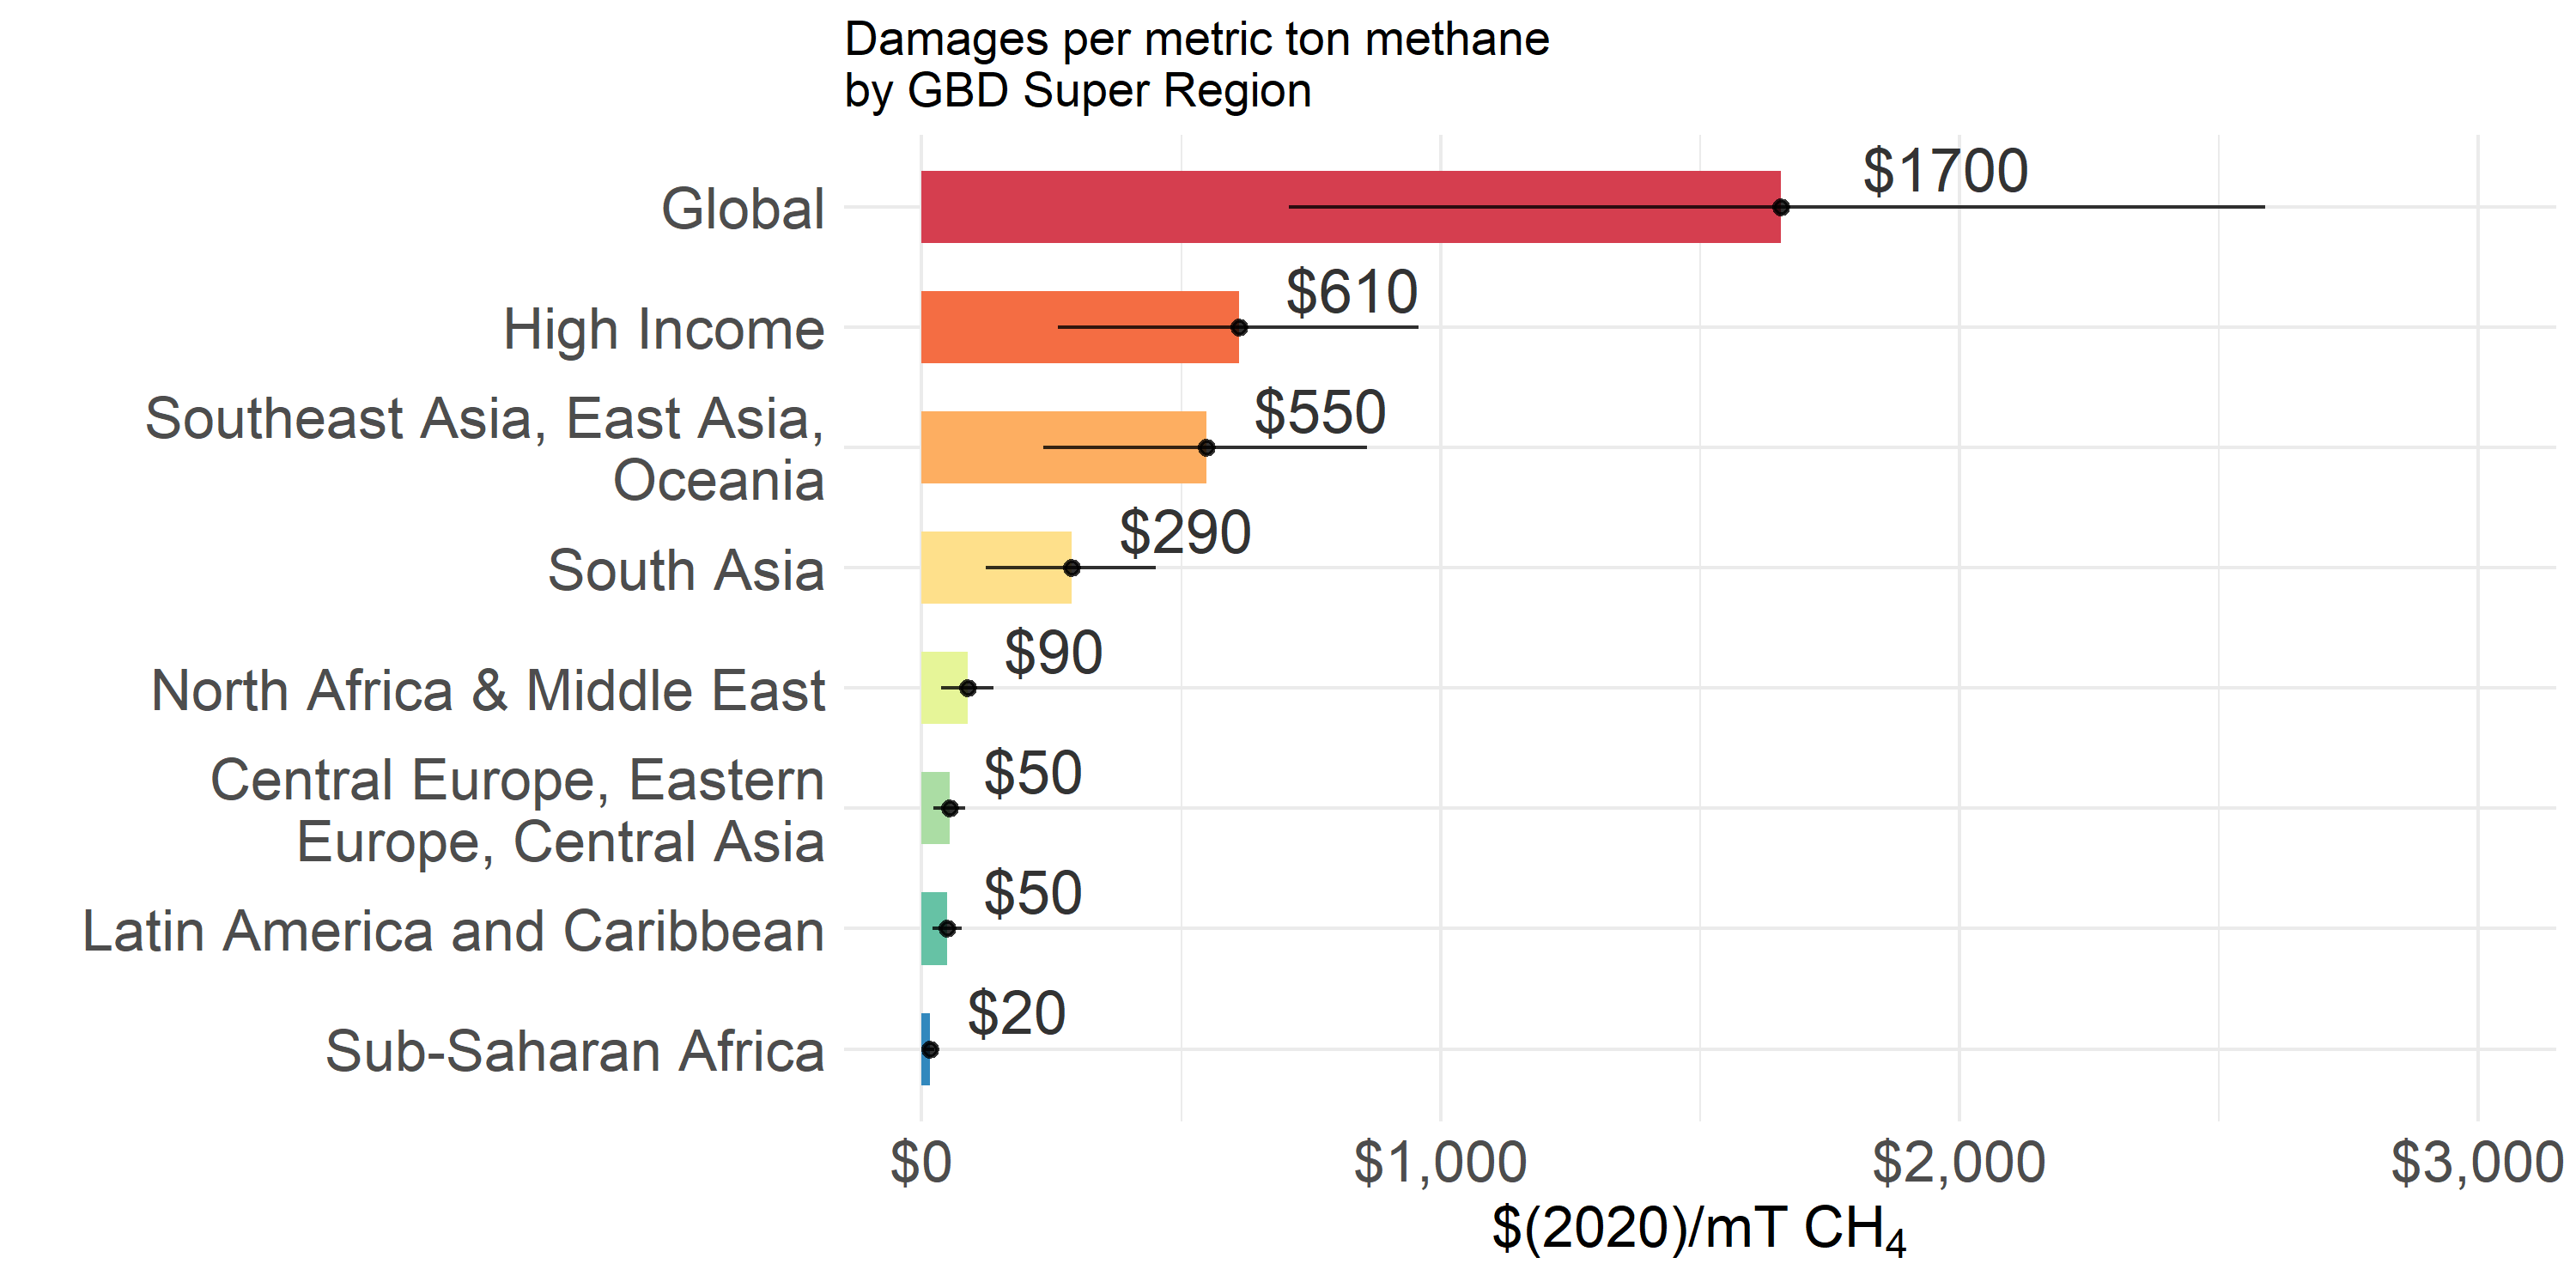 Damages per metric ton methane
by GBD Super Region
Global
$1700
High Income
$610
Southeast Asia, East Asia,
Oceania
$550
South Asia
$290
North Africa & Middle East
$90
Central Europe, Eastern
Europe, Central Asia
$50
Latin America and Caribbean
$50
Sub-Saharan Africa
$20
$0
$1,000
$2,000
$3,000
$(2020)/mT CH₄